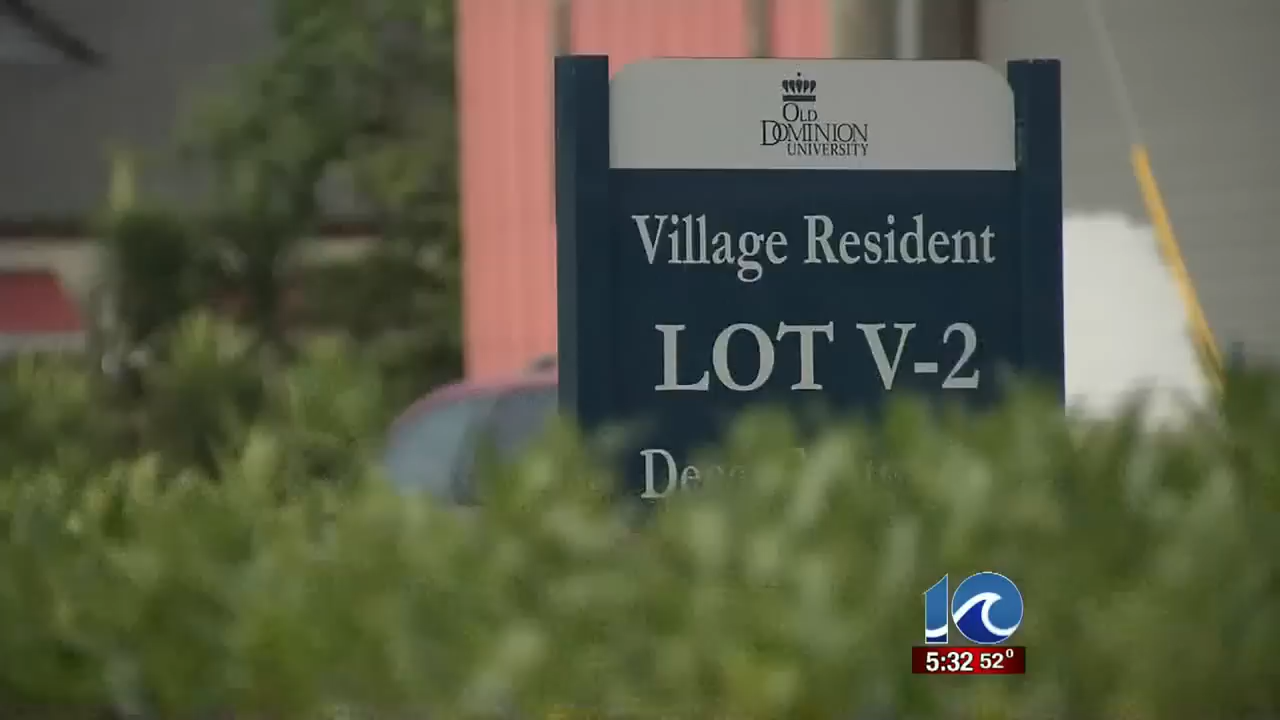 OLD
DOMINION
UNIVERSITY
Village Resident
LOT V-2
10
5:32 52°